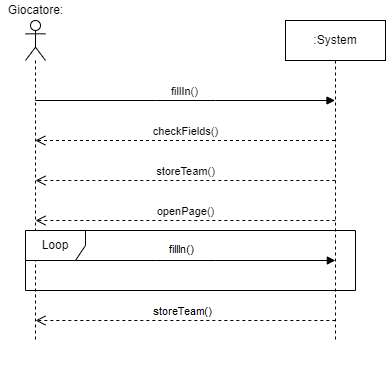 Giocatore:
:System
fillIn()
checkFields()
storeTeam()
openPage()
Loop
fillIn()
storeTeam()